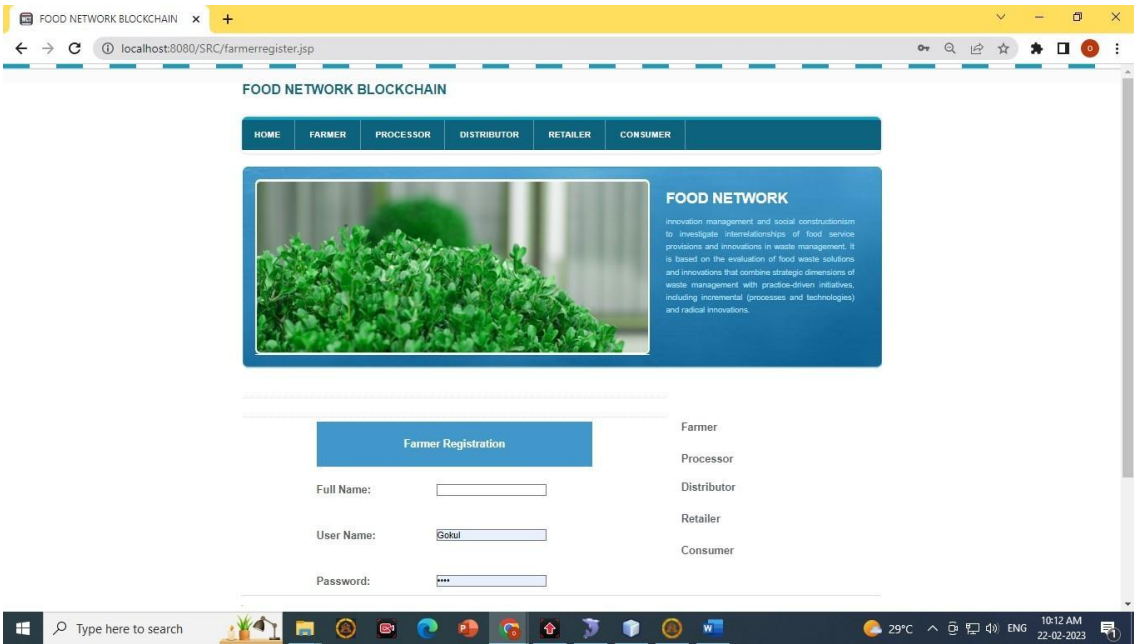 FOOD NETWORK BLOCKCHAIN
localhost:8080/SRC/farmerregister.jsp
FOOD NETWORK BLOCKCHAIN
HOME FARMER PROCESSOR DISTRIBUTOR RETAILER CONSUMER
FOOD NETWORK
innovation management and social constructionism
to investigate interrelationships of food service
provisions and innovations in waste management. It
is based on the evaluation of food waste solutions
and innovations that combine strategic dimensions of
waste management with practice-driven initiatives,
including incremental (processes and technologies)
and radical innovations.
Farmer Registration
Full Name:
User Name: Gokul
Password: ••••
Farmer
Processor
Distributor
Retailer
Consumer
Type here to search
29°C ENG
10:12 AM
22-02-2023